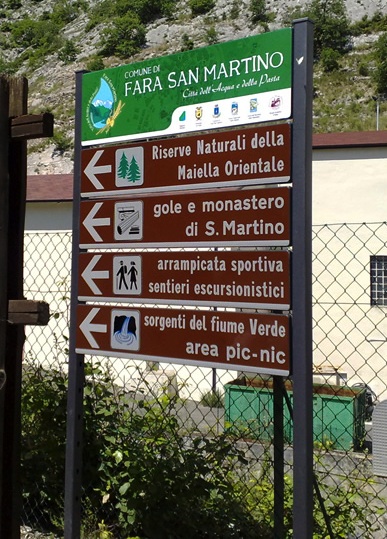 COMUNE DI
FARA SAN MARTINO
Città dell'Acqua e della Pasta
Riserve Naturali della
Maiella Orientale
gole e monastero
di S. Martino
arrampicata sportiva
sentieri escursionistici
sorgenti del fiume Verde
area pic-nic